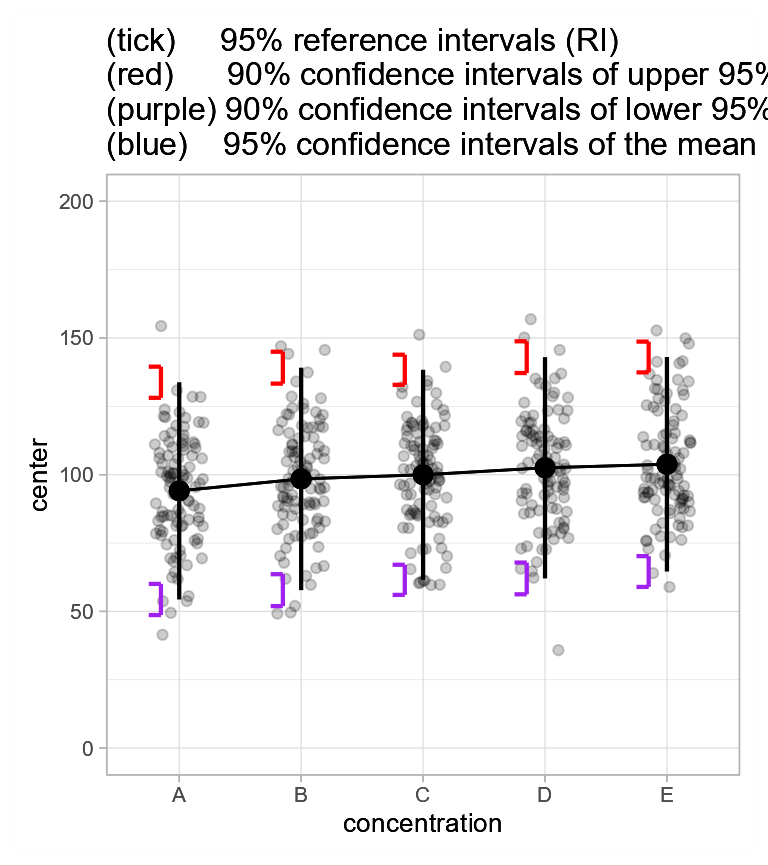 (tick) 95% reference intervals (RI)
(red) 90% confidence intervals of upper 95%
(purple) 90% confidence intervals of lower 95%
(blue) 95% confidence intervals of the mean
200
150
100
50
0
center
A B C D E
concentration